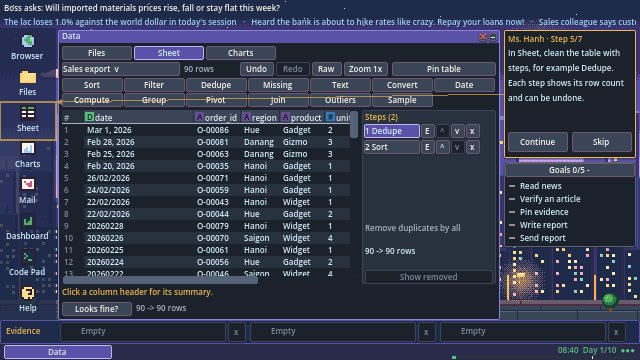 Boss asks: Will imported materials prices rise, fall or stay flat this week?
The lac loses 1.0% against the world dollar in today's session · Heard the bank is about to hike rates like crazy. Repay your loans now! · Sales colleague says cust
Browser
Files
Sheet
Charts
Mail
Dashboard
Code Pad
Help
Data
Files
Sheet
Charts
Sales export v
90 rows
Undo
Redo
Raw
Zoom 1x
Pin table
Sort
Filter
Dedupe
Missing
Text
Convert
Date
Compute
Group
Pivot
Join
Outliers
Sample
# D date A order_id A region A product #
1 Mar 1, 2026 O-00086 Hue Gadget 2
2 Feb 28, 2026 O-00081 Danang Gizmo 3
3 Feb 25, 2026 O-00064 Danang Gizmo 3
4 Feb 20, 2026 O-00035 Hanoi Gadget 1
5 26/02/2026 O-00071 Hanoi Gadget 1
6 24/02/2026 O-00059 Hanoi Widget 1
7 22/02/2026 O-00043 Hanoi Widget 1
8 22/02/2026 O-00044 Hue Gadget 2
9 20260228 O-00079 Hanoi Widget 1
10 20260226 O-00070 Saigon Widget 4
11 20260225 O-00061 Hanoi Widget 1
12 20260224 O-00056 Hue Gadget 2
13 20260222 O-00046 Saigon Widget 4
Steps (2)
1 Dedupe E ^ v x
2 Sort E ^ v x
Remove duplicates by all
90 -> 90 rows
Show removed
Click a column header for its summary.
Looks fine?
90 -> 90 rows
Ms. Hanh · Step 5/7
In Sheet, clean the table with
steps, for example Dedupe.
Each step shows its row count
and can be undone.
Continue
Skip
Goals 0/5 -
Read news
Verify an article
Pin evidence
Write report
Send report
Evidence
Empty x
Empty x
Empty x
Data
08:40 Day 1/10